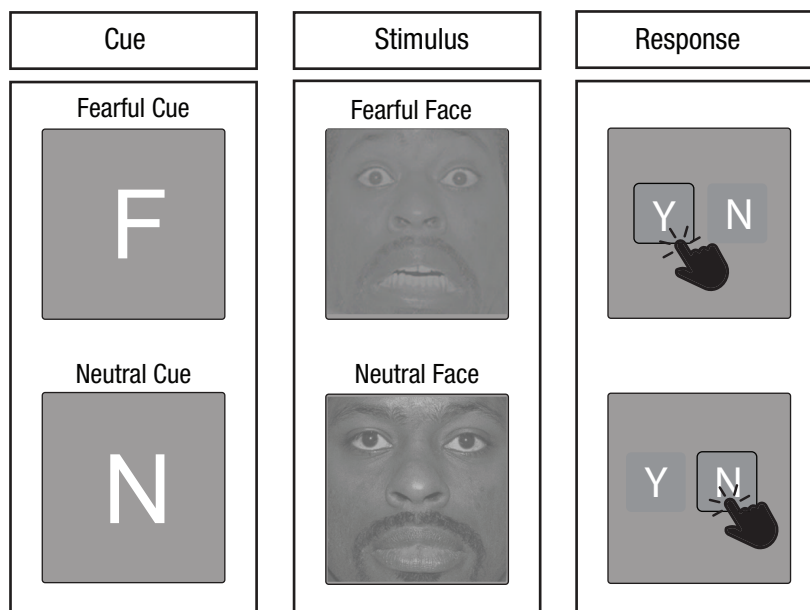 Cue
Stimulus
Response
Fearful Cue
Fearful Face
F
Y N
Neutral Cue
Neutral Face
N
Y N